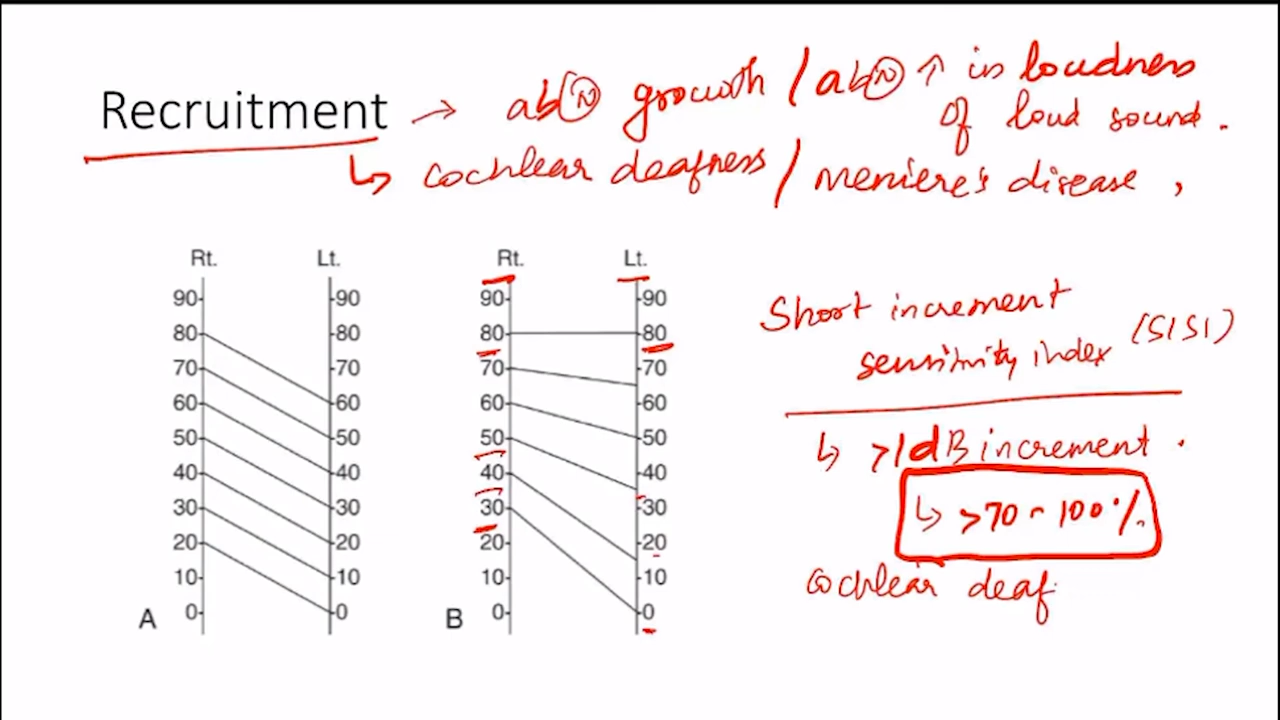 Recruitment → abⓃ growth / abⓃ ↑ in loudness
of loud sound.
↳ cochlear deafness / meniere's disease,
Rt. Lt. Rt. Lt.
90 90 90 90
80 80 80 80
70 70 70 70
60 60 60 60
50 50 50 50
40 40 40 40
30 30 30 30
20 20 20 20
10 10 10 10
A 0 0 B 0 0
Short increment
sensitivity index (SISI)
↳ >1dB increment.
↳ >70 - 100%.
cochlear deaf